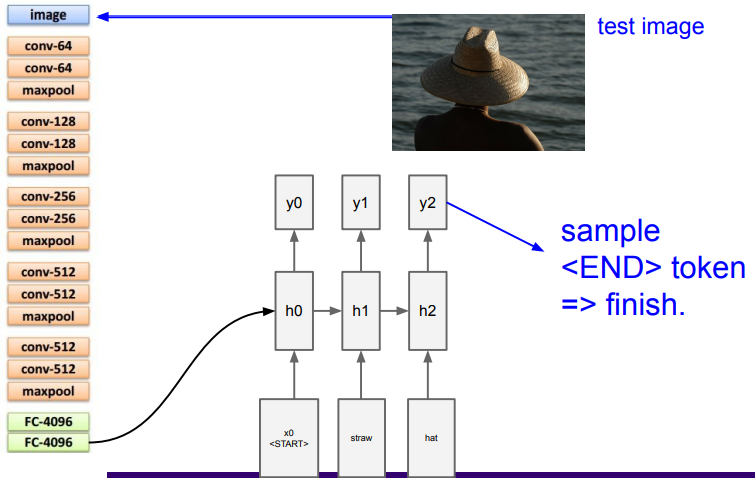 image
conv-64
conv-64
maxpool
conv-128
conv-128
maxpool
conv-256
conv-256
maxpool
conv-512
conv-512
maxpool
conv-512
conv-512
maxpool
FC-4096
FC-4096
test image
y0
y1
y2
sample
<END> token
=> finish.
h0
h1
h2
x0
<START>
straw
hat